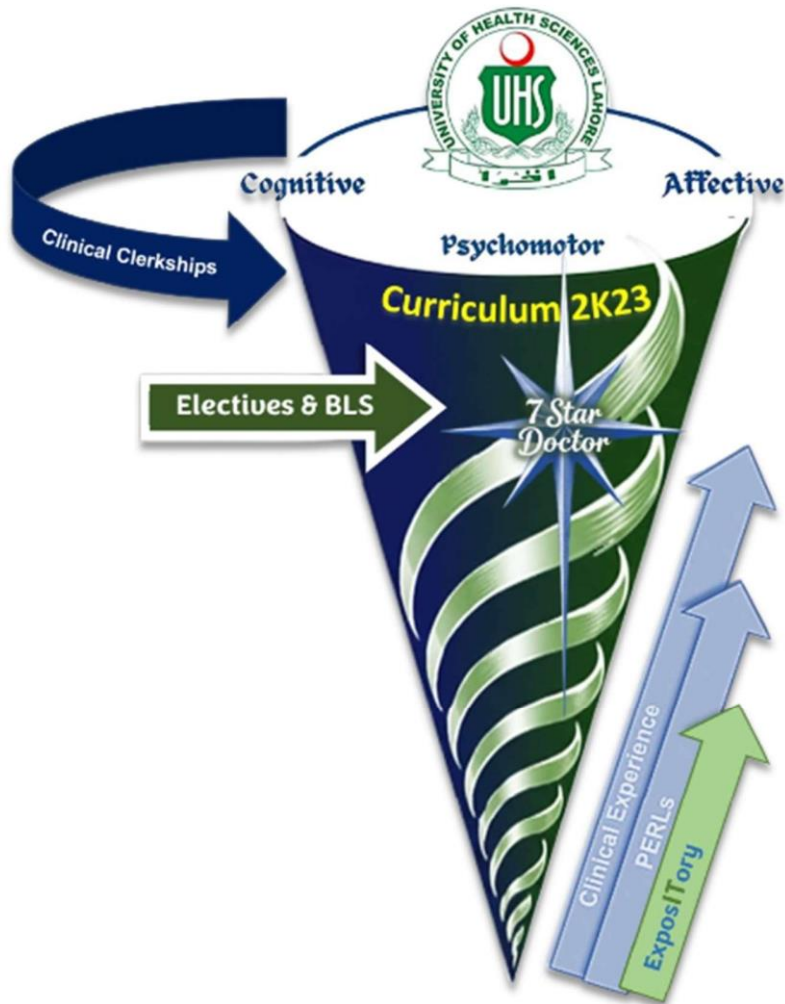 UNIVERSITY OF HEALTH SCIENCES LAHORE
UHS
Cognitive
Affective
Psychomotor
Clinical Clerkships
Curriculum 2K23
Electives & BLS
7 Star
Doctor
Clinical Experience
PERLs
ExposITory